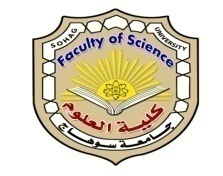 SOHAG UNIVERSITY
Faculty of Science
كلية العلوم
جامعة سوهاج